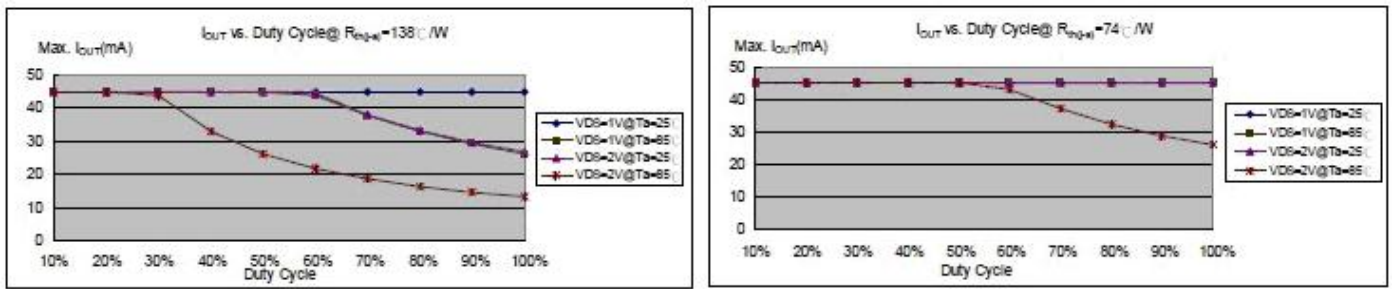 IOUT vs. Duty Cycle@ Rth(j-a)=138℃/W
Max. IOUT(mA)
50
40
30
20
10
0
10% 20% 30% 40% 50% 60% 70% 80% 90% 100%
Duty Cycle
VDS=1V@Ta=25℃
VDS=1V@Ta=85℃
VDS=2V@Ta=25℃
VDS=2V@Ta=85℃
IOUT vs. Duty Cycle@ Rth(j-a)=74℃/W
Max. IOUT(mA)
50
40
30
20
10
0
10% 20% 30% 40% 50% 60% 70% 80% 90% 100%
Duty Cycle
VDS=1V@Ta=25℃
VDS=1V@Ta=85℃
VDS=2V@Ta=25℃
VDS=2V@Ta=85℃